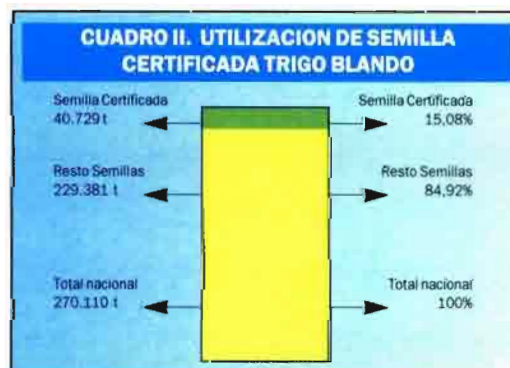 CUADRO II. UTILIZACION DE SEMILLA
CERTIFICADA TRIGO BLANDO
Semilla Certificada
40.729 t
Semilla Certificada
15,08%
Resto Semillas
229.381 t
Resto Semillas
84,92%
Total nacional
270.110 t
Total nacional
100%